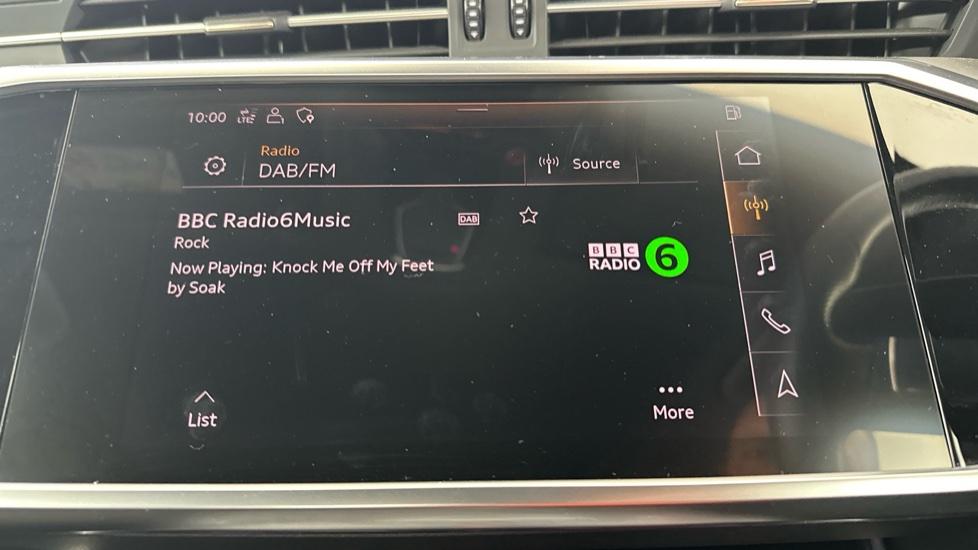 10:00 LTE
Radio
DAB/FM
Source
BBC Radio6Music
DAB
Rock
Now Playing: Knock Me Off My Feet
by Soak
BBC
RADIO 6
List
More